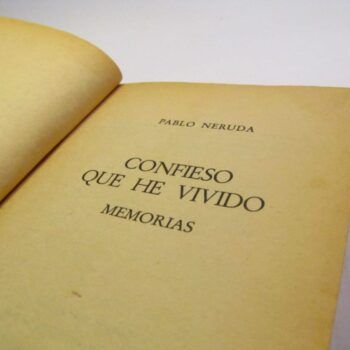 PABLO NERUDA
CONFIESO
QUE HE VIVIDO
MEMORIAS